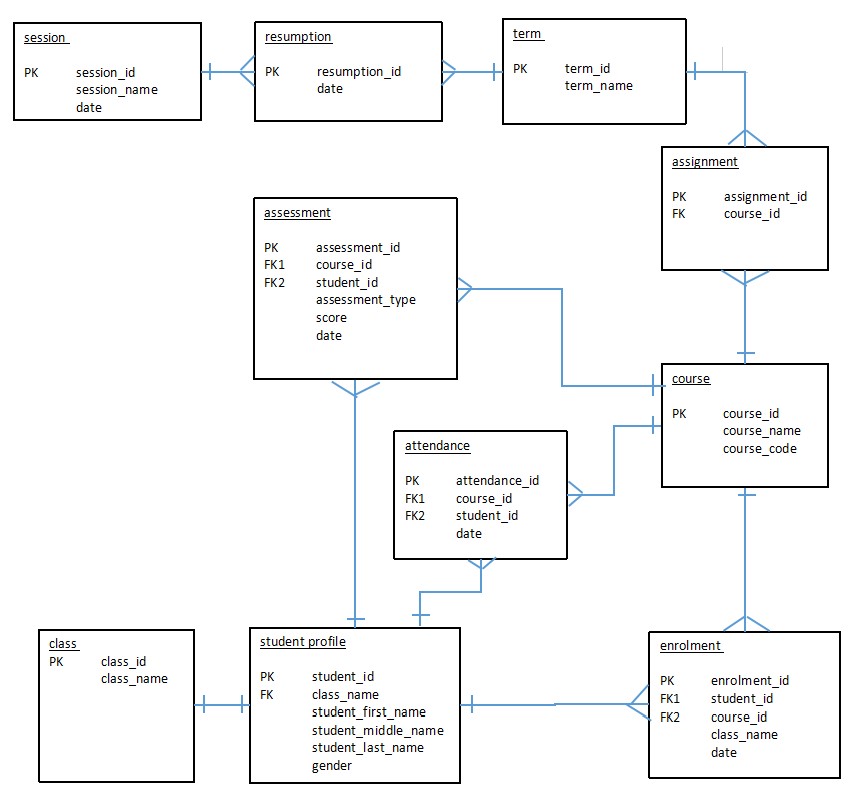 session
PK session_id
session_name
date
resumption
PK resumption_id
date
term
PK term_id
term_name
assignment
PK assignment_id
FK course_id
assessment
PK assessment_id
FK1 course_id
FK2 student_id
assessment_type
score
date
course
PK course_id
course_name
course_code
attendance
PK attendance_id
FK1 course_id
FK2 student_id
date
class
PK class_id
class_name
student profile
PK student_id
FK class_name
student_first_name
student_middle_name
student_last_name
gender
enrolment
PK enrolment_id
FK1 student_id
FK2 course_id
class_name
date